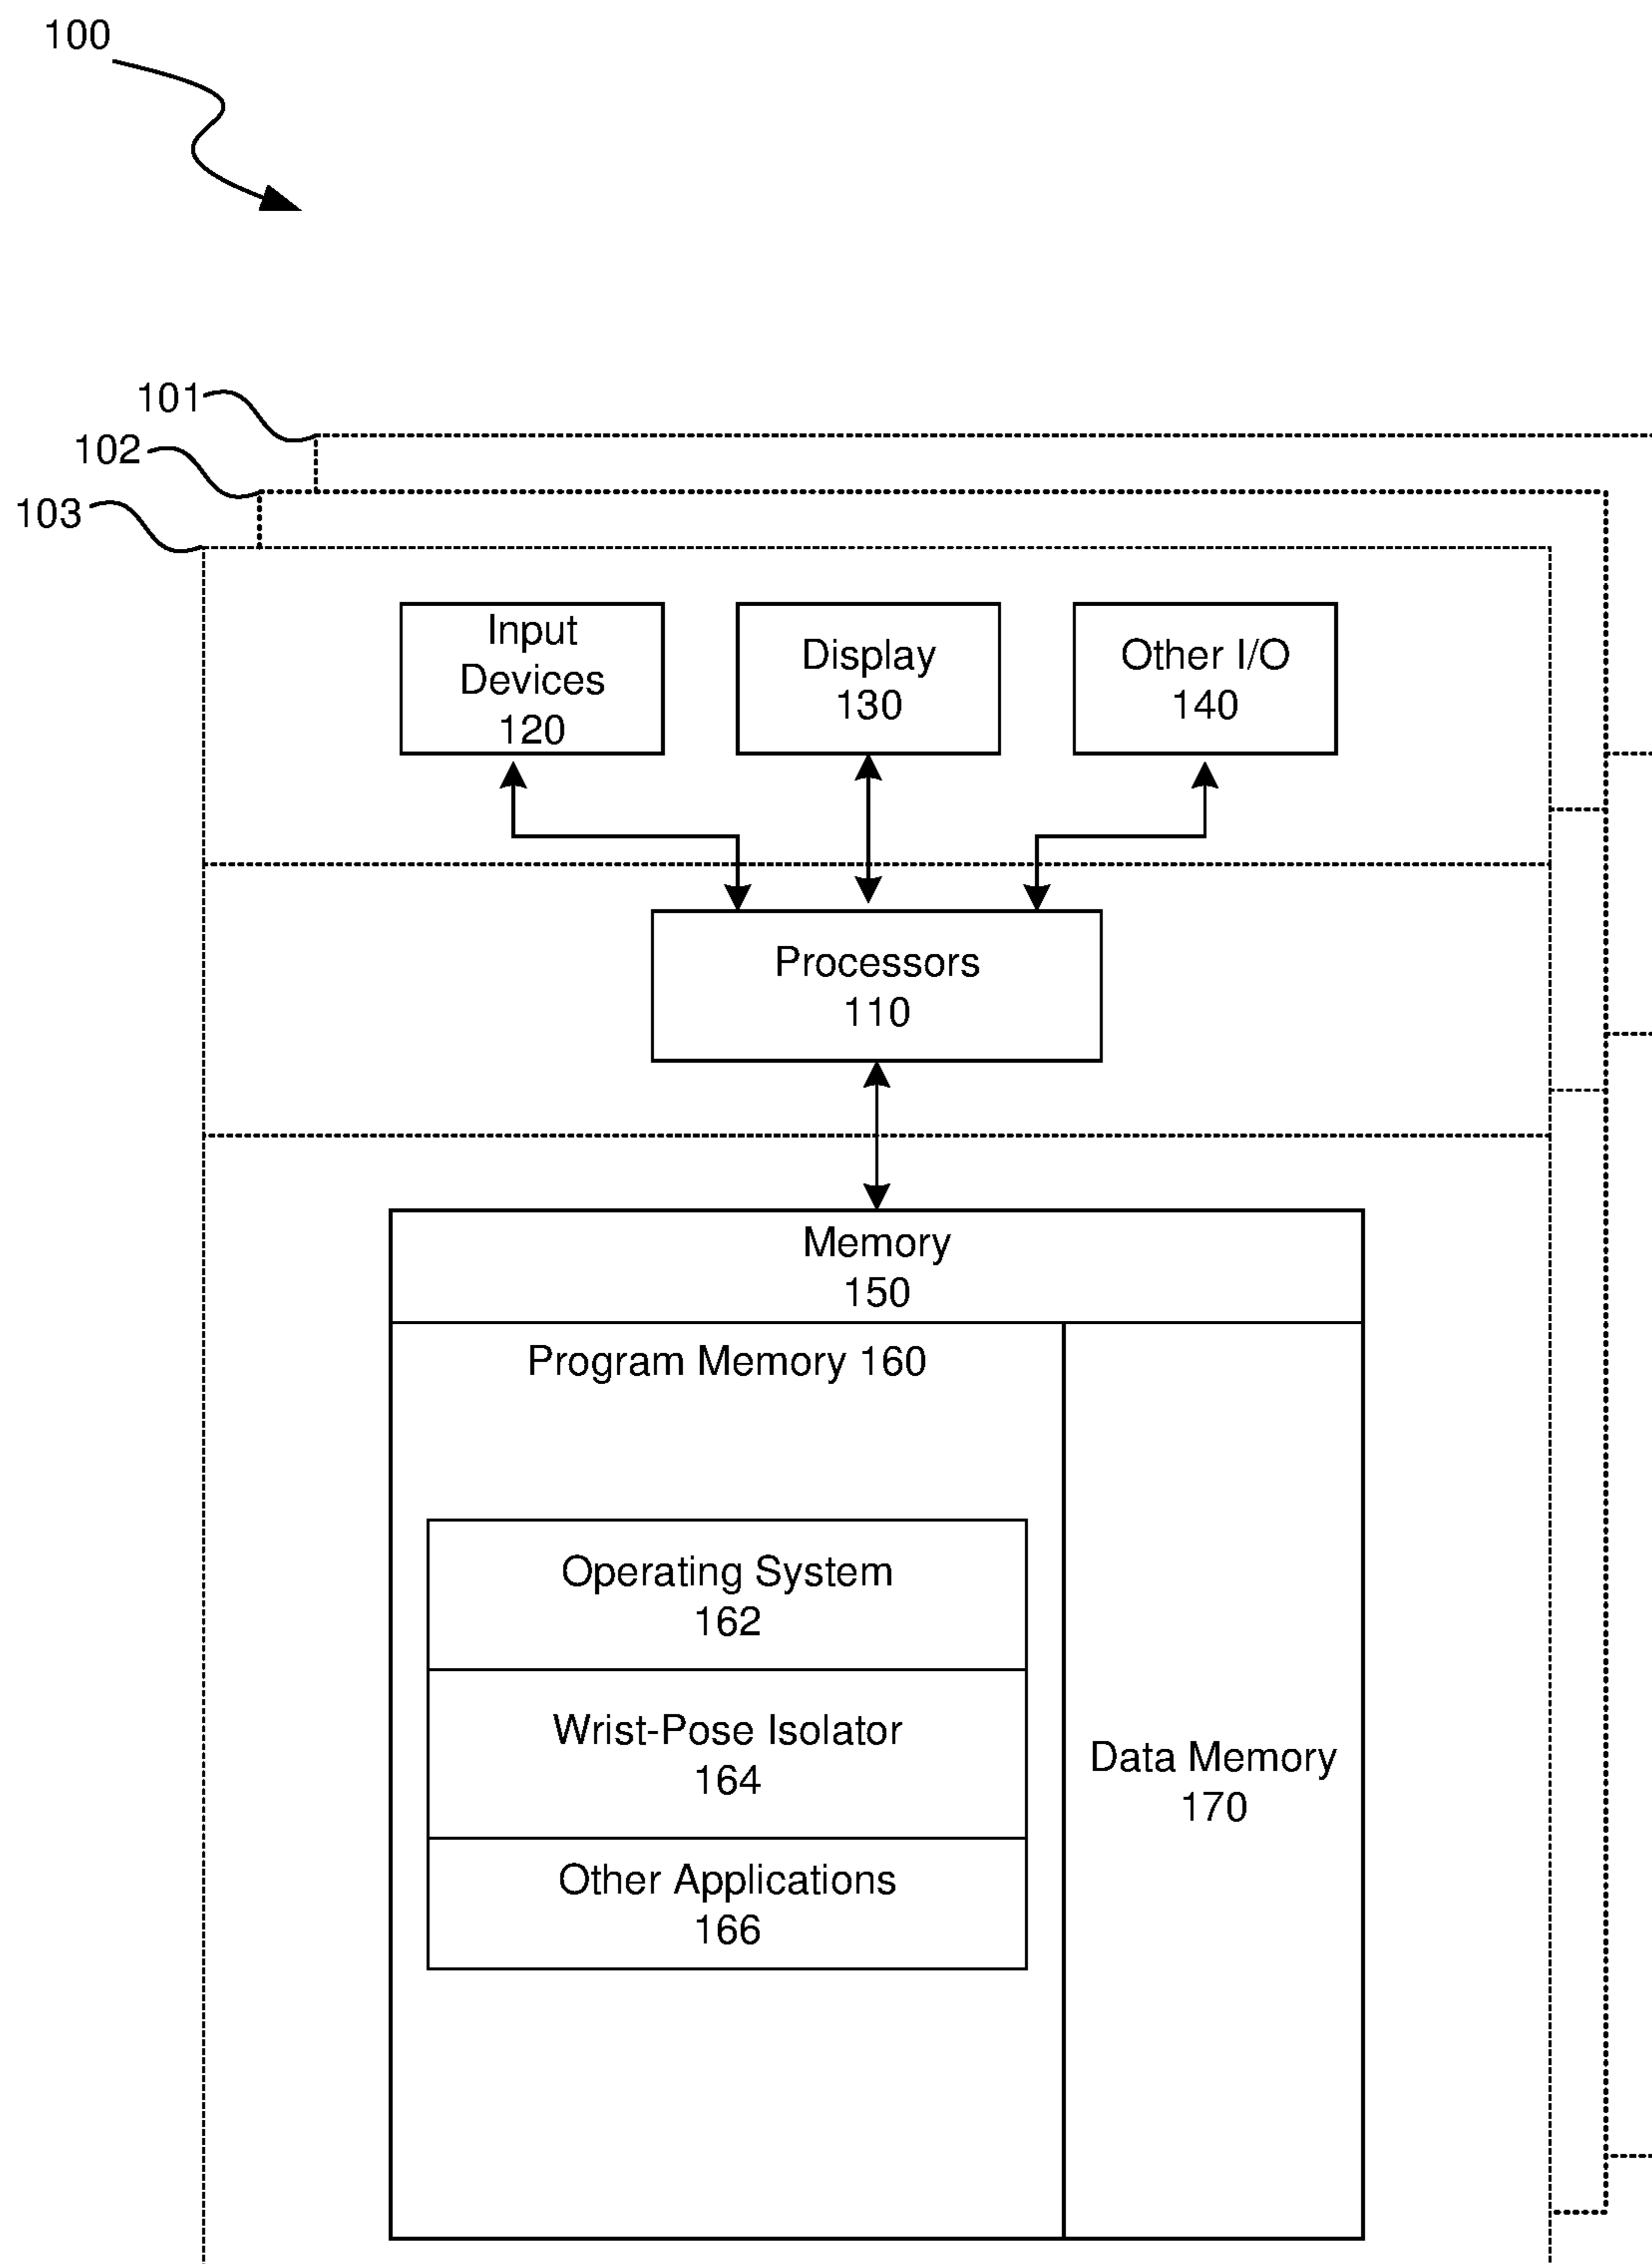 100
101
102
103
Input
Devices
120
Display
130
Other I/O
140
Processors
110
Memory
150
Program Memory 160
Operating System
162
Wrist-Pose Isolator
164
Other Applications
166
Data Memory
170